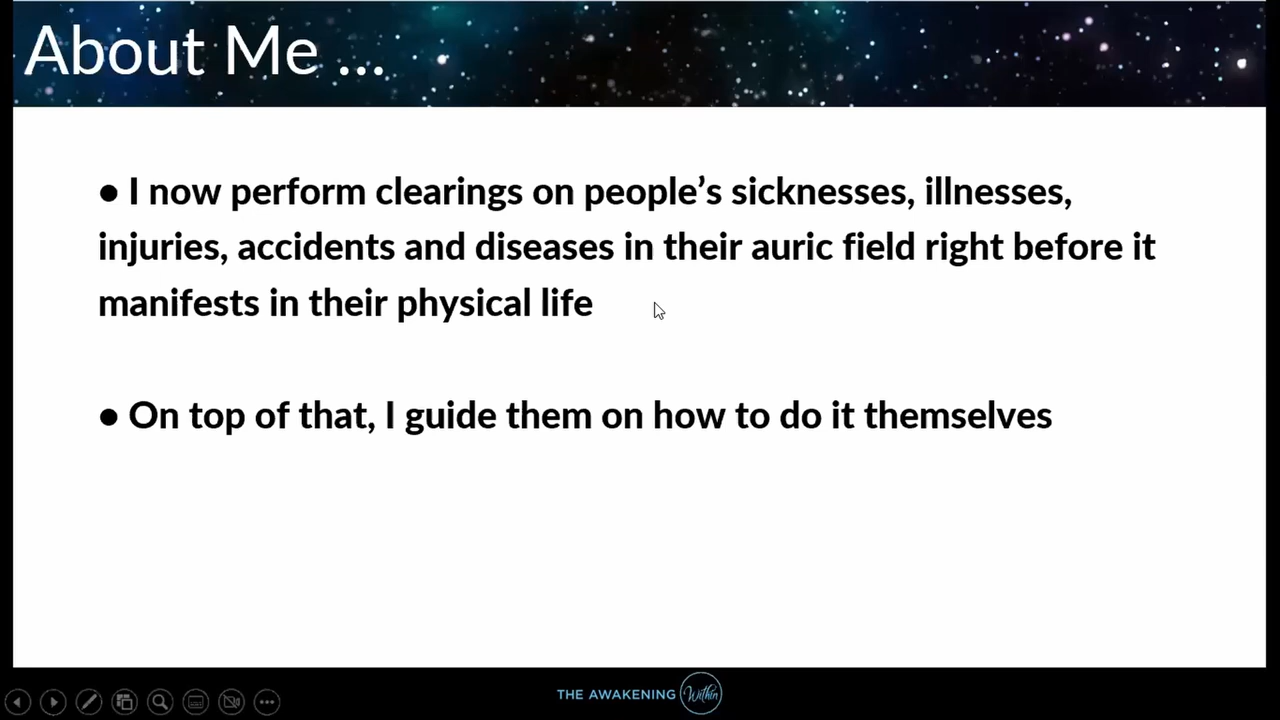 About Me ...
● I now perform clearings on people’s sicknesses, illnesses,
injuries, accidents and diseases in their auric field right before it
manifests in their physical life
● On top of that, I guide them on how to do it themselves
THE AWAKENING Within